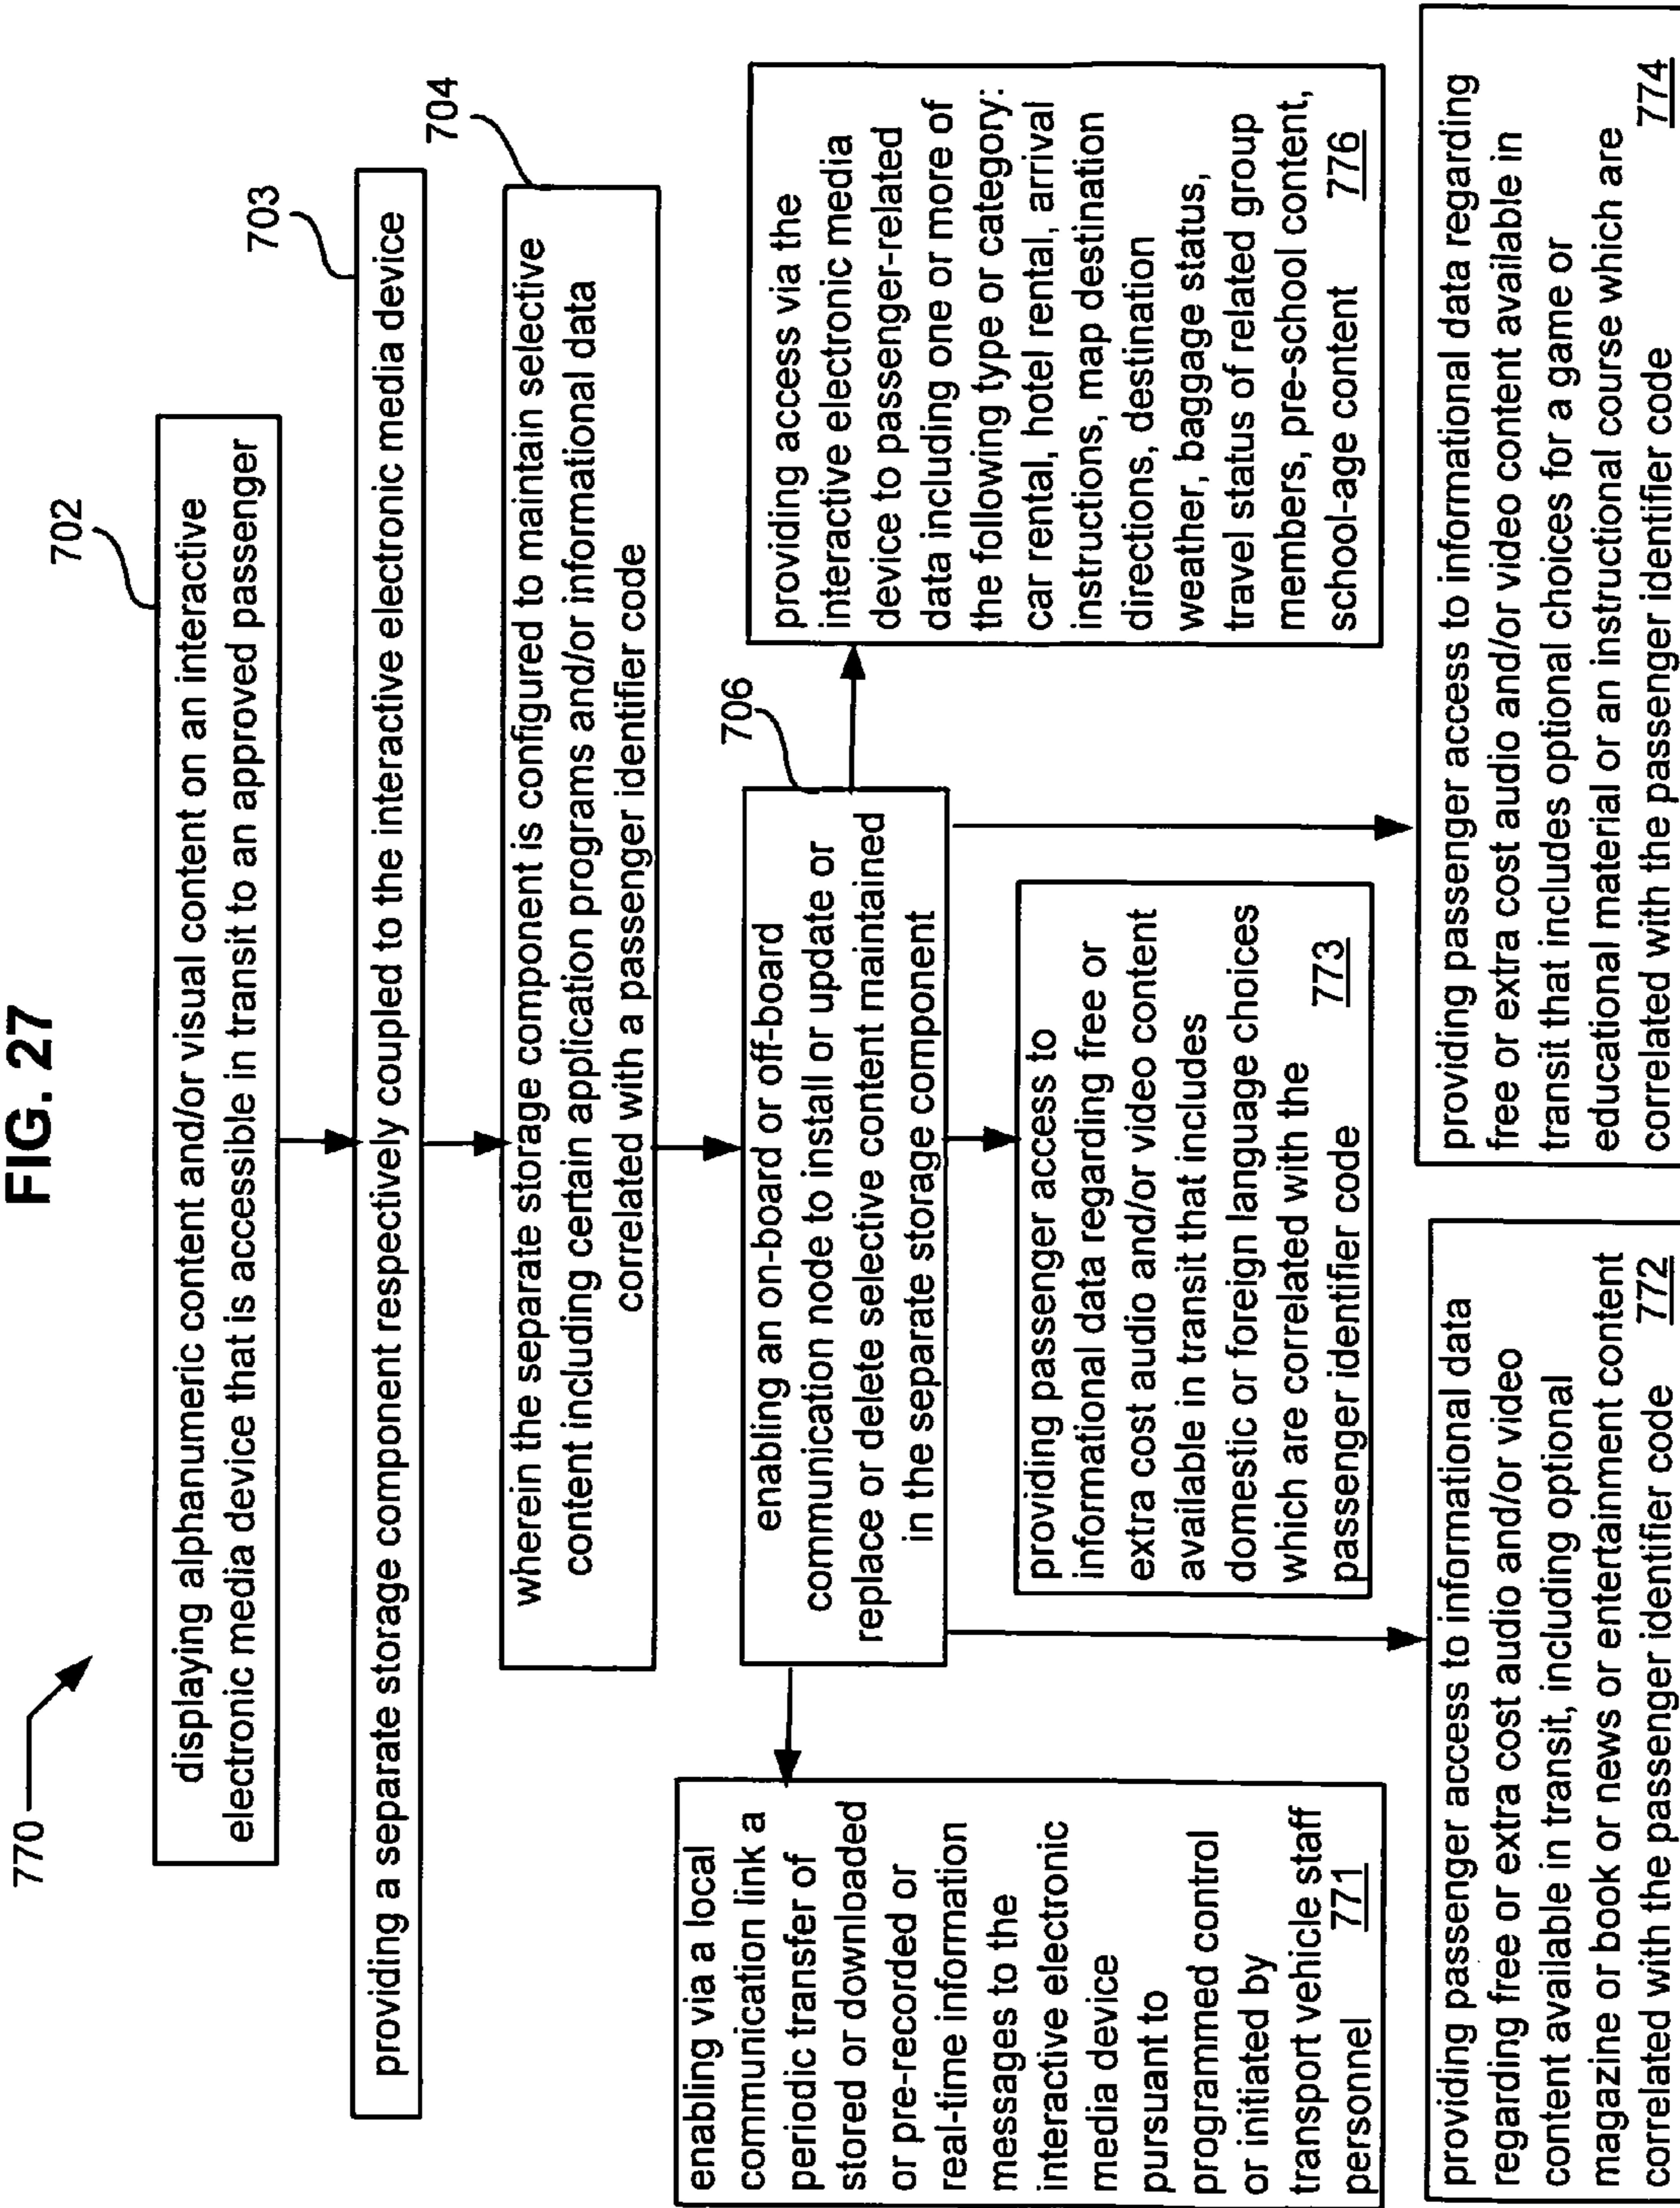 FIG. 27
770
702
displaying alphanumeric content and/or visual content on an interactive
electronic media device that is accessible in transit to an approved passenger
703
providing a separate storage component respectively coupled to the interactive electronic media device
704
wherein the separate storage component is configured to maintain selective
content including certain application programs and/or informational data
correlated with a passenger identifier code
706
enabling an on-board or off-board
communication node to install or update or
replace or delete selective content maintained
in the separate storage component
enabling via a local
communication link a
periodic transfer of
stored or downloaded
or pre-recorded or
real-time information
messages to the
interactive electronic
media device
pursuant to
programmed control
or initiated by
transport vehicle staff
personnel 771
providing passenger access to
informational data regarding free or
extra cost audio and/or video content
available in transit that includes
domestic or foreign language choices
which are correlated with the
passenger identifier code 773
providing access via the
interactive electronic media
device to passenger-related
data including one or more of
the following type or category:
car rental, hotel rental, arrival
instructions, map destination
directions, destination
weather, baggage status,
travel status of related group
members, pre-school content,
school-age content 776
providing passenger access to informational data
regarding free or extra cost audio and/or video
content available in transit, including optional
magazine or book or news or entertainment content
correlated with the passenger identifier code 772
providing passenger access to informational data regarding
free or extra cost audio and/or video content available in
transit that includes optional choices for a game or
educational material or an instructional course which are
correlated with the passenger identifier code 774